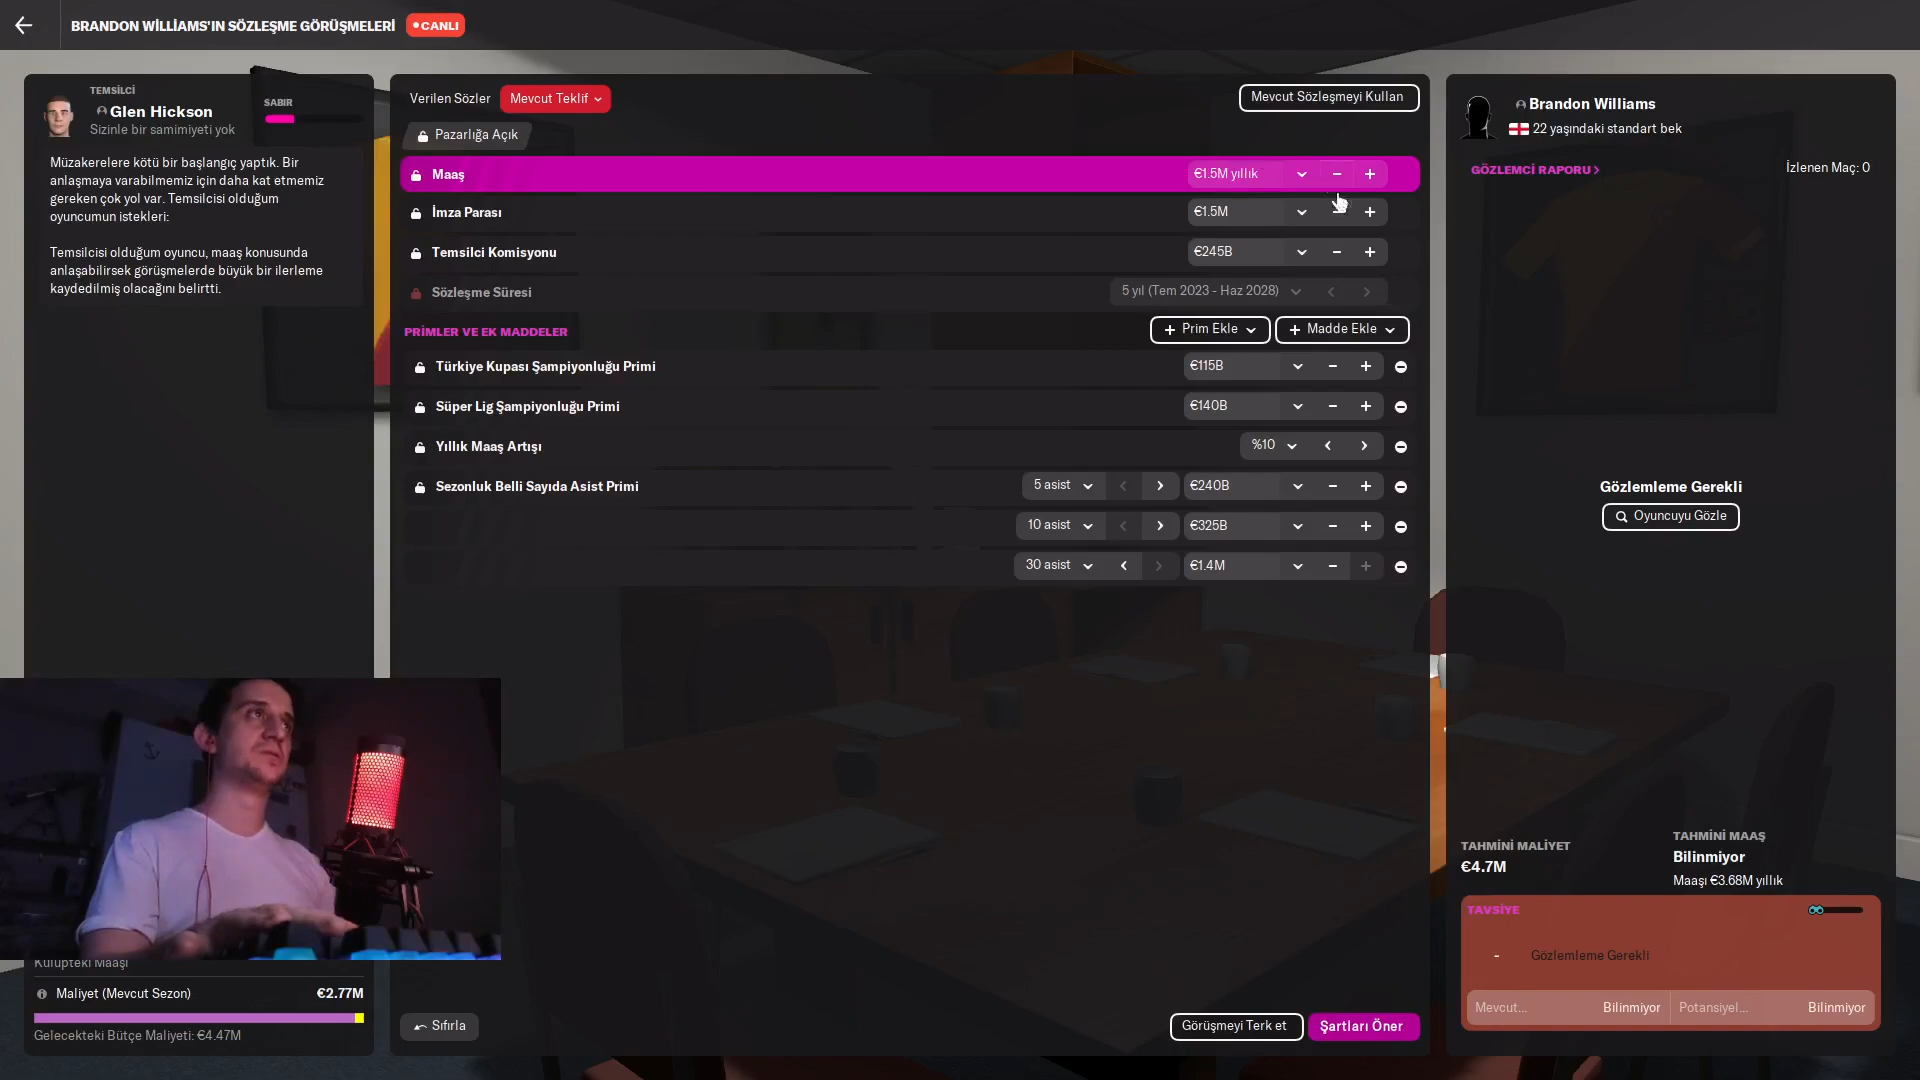 BRANDON WİLLİAMS'IN SÖZLEŞME GÖRÜŞMELERİ
CANLI
TEMSİLCİ
Glen Hickson
Sizinle bir samimiyeti yok
SABIR
Müzakerelere kötü bir başlangıç yaptık. Bir
anlaşmaya varabilmemiz için daha kat etmemiz
gereken çok yol var. Temsilcisi olduğum
oyuncumun istekleri:
Temsilcisi olduğum oyuncu, maaş konusunda
anlaşabilirsek görüşmelerde büyük bir ilerleme
kaydedilmiş olacağını belirtti.
Kulüpteki Maaşı
Maliyet (Mevcut Sezon) €2.77M
Gelecekteki Bütçe Maliyeti: €4.47M
Verilen Sözler Mevcut Teklif Mevcut Sözleşmeyi Kullan
Pazarlığa Açık
Maaş €1.5M yıllık
İmza Parası €1.5M
Temsilci Komisyonu €245B
Sözleşme Süresi 5 yıl (Tem 2023 - Haz 2028)
PRİMLER VE EK MADDELER Prim Ekle Madde Ekle
Türkiye Kupası Şampiyonluğu Primi €115B
Süper Lig Şampiyonluğu Primi €140B
Yıllık Maaş Artışı %10
Sezonluk Belli Sayıda Asist Primi 5 asist €240B
10 asist €325B
30 asist €1.4M
Sıfırla Görüşmeyi Terk et Şartları Öner
Brandon Williams
22 yaşındaki standart bek
GÖZLEMCİ RAPORU İzlenen Maç: 0
Gözlemleme Gerekli
Oyuncuyu Gözle
TAHMİNİ MALİYET
€4.7M
TAHMİNİ MAAŞ
Bilinmiyor
Maaşı €3.68M yıllık
TAVSİYE
- Gözlemleme Gerekli
Mevcut... Bilinmiyor Potansiyel... Bilinmiyor